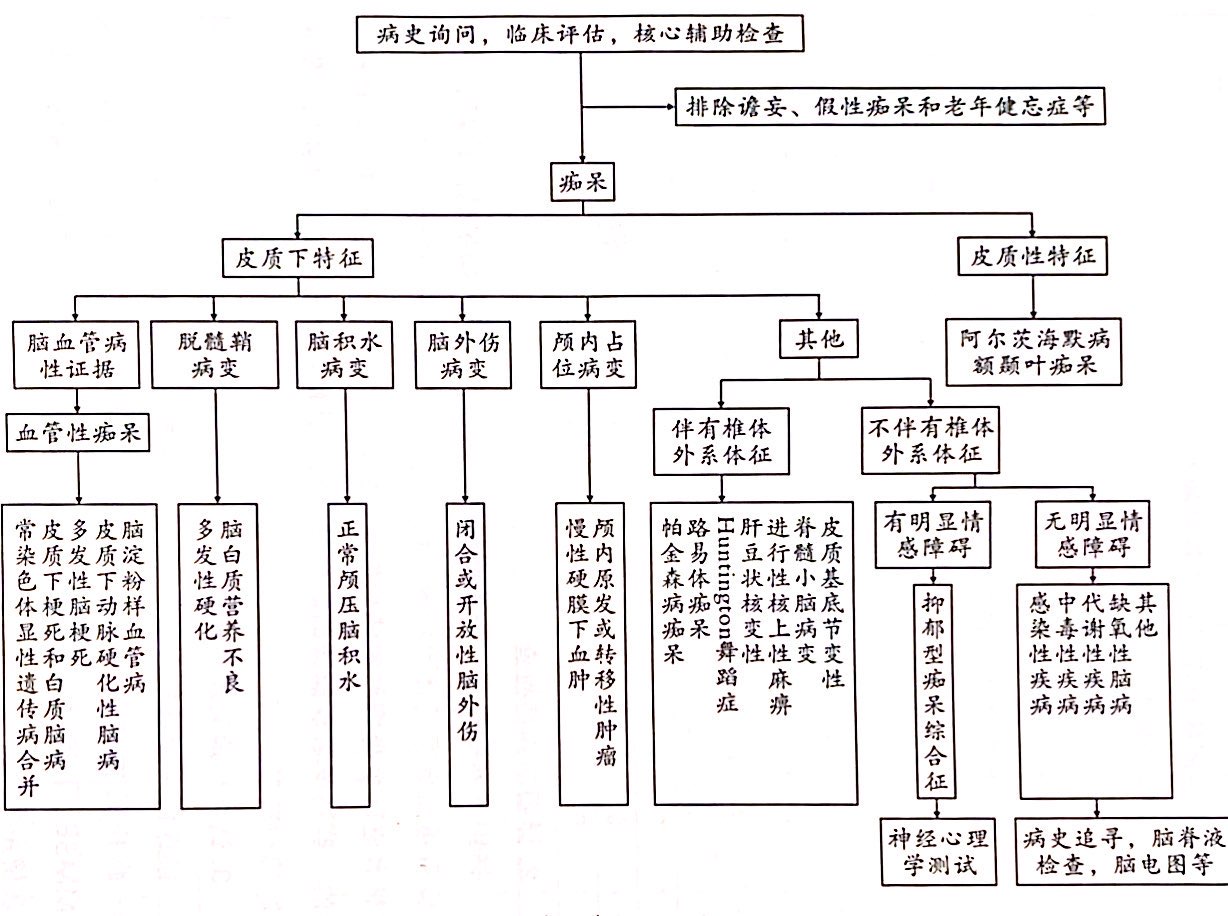 病史询问，临床评估，核心辅助检查
排除谵妄、假性痴呆和老年健忘症等
痴呆
皮质下特征
皮质性特征
脑血管病
性证据
脱髓鞘
病变
脑积水
病变
脑外伤
病变
颅内占
位病变
其他
阿尔茨海默病
额颞叶痴呆
血管性痴呆
伴有椎体
外系体征
不伴有椎体
外系体征
有明显情
感障碍
无明显情
感障碍
脑淀粉样血管病
皮质下动脉硬化性脑病
多发性脑梗死
皮质下梗死和白质脑病
常染色体显性遗传病合并
脑白质营养不良
多发性硬化
正常颅压脑积水
闭合或开放性脑外伤
颅内原发或转移性肿瘤
慢性硬膜下血肿
皮质基底节变性
脊髓小脑病变
进行性核上性麻痹
肝豆状核变性
Huntington舞蹈症
路易体痴呆
帕金森病痴呆
抑郁型痴呆综合征
其他
缺氧性脑病
代谢性疾病
中毒性疾病
感染性疾病
神经心理
学测试
病史追寻，脑脊液
检查，脑电图等